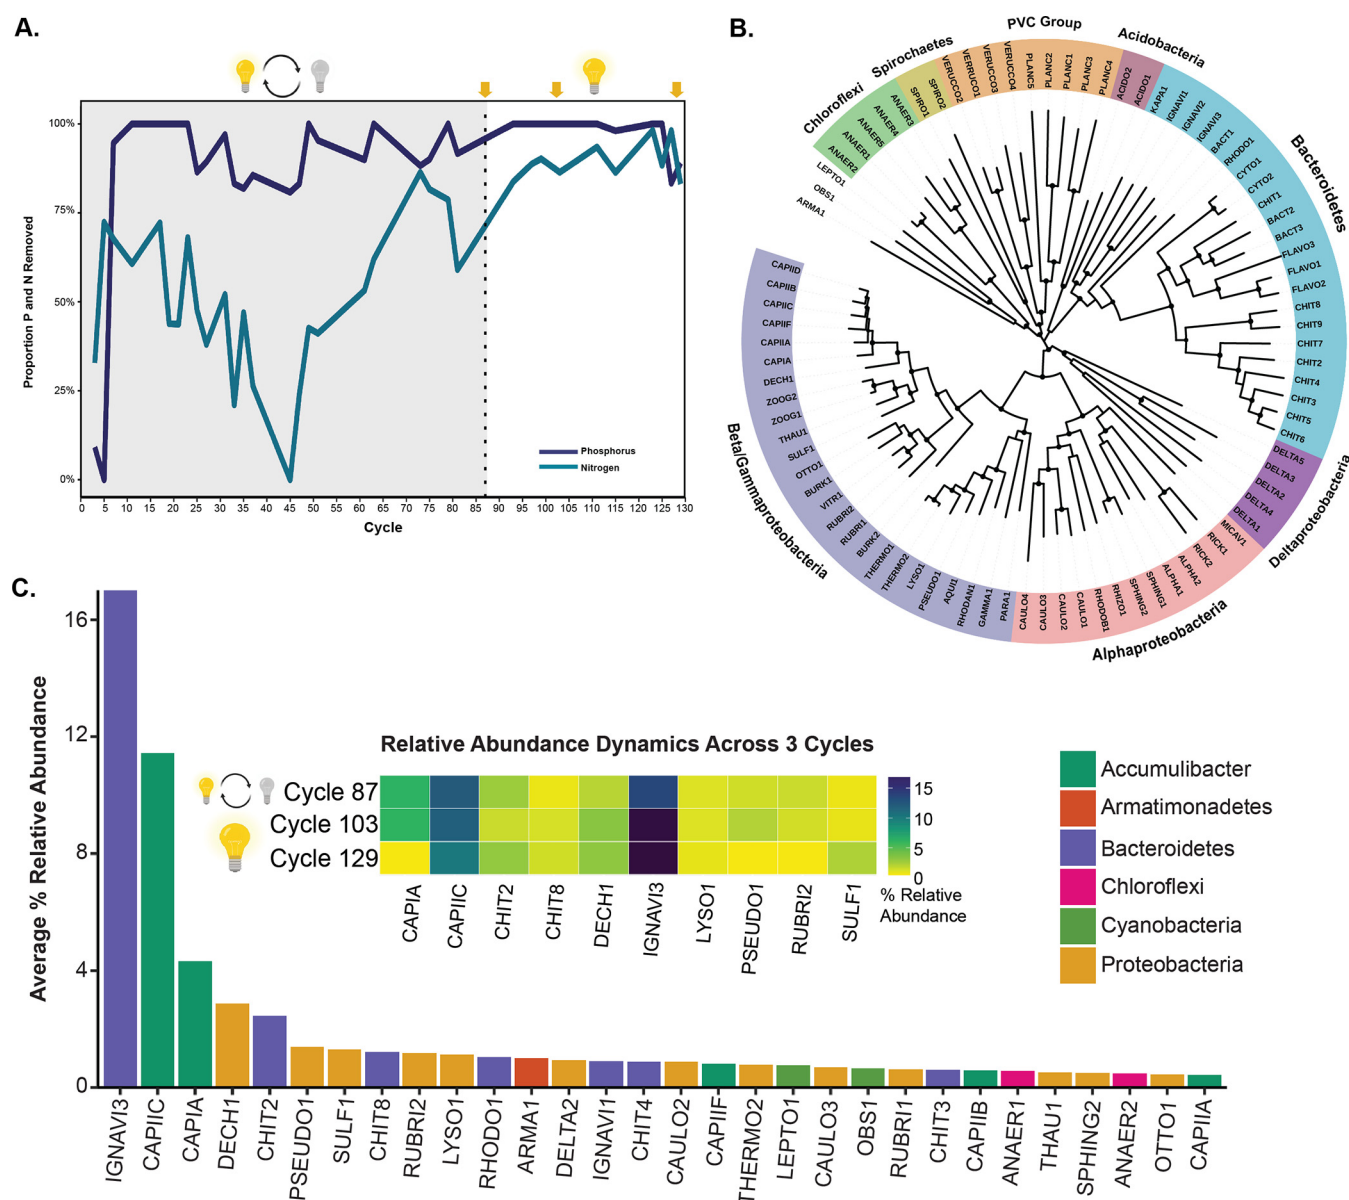 A.
100%
75%
50%
25%
0%
Proportion P and N Removed
Phosphorus
Nitrogen
0 5 10 15 20 25 30 35 40 45 50 55 60 65 70 75 80 85 90 95 100 105 110 115 120 125 130
Cycle
B.
Chloroflexi
Spirochaetes
PVC Group
Acidobacteria
Bacteroidetes
Deltaproteobacteria
Alphaproteobacteria
Beta/Gammaproteobacteria
ARMA1
OBS1
LEPTO1
ANAER2
ANAER1
ANAER5
ANAER4
ANAER3
SPIRO1
SPIRO2
VERUCCO2
VERRUCO1
VERUCCO3
VERUCCO4
PLANC5
PLANC2
PLANC1
PLANC3
PLANC4
ACIDO2
ACIDO1
KAPA1
IGNAVI1
IGNAVI2
IGNAVI3
BACT1
RHODO1
CYTO1
CYTO2
CHIT1
BACT2
BACT3
FLAVO3
FLAVO1
FLAVO2
CHIT8
CHIT9
CHIT7
CHIT2
CHIT4
CHIT3
CHIT5
CHIT6
DELTA5
DELTA3
DELTA2
DELTA4
DELTA1
MICAV1
RICK1
RICK2
ALPHA2
ALPHA1
SPHING1
SPHING2
RHIZO1
RHODOB1
CAULO1
CAULO2
CAULO3
CAULO4
PARA1
GAMMA1
RHODAN1
AQUI1
PSEUDO1
LYSO1
THERMO2
THERMO1
BURK2
RUBRI1
RUBRI2
VITR1
BURK1
OTTO1
SULF1
THAU1
ZOOG1
ZOOG2
DECH1
CAPIA
CAPIIA
CAPIIF
CAPIIC
CAPIIB
CAPIID
C.
16
12
8
4
0
Average % Relative Abundance
Relative Abundance Dynamics Across 3 Cycles
Cycle 87
Cycle 103
Cycle 129
CAPIA CAPIIC CHIT2 CHIT8 DECH1 IGNAVI3 LYSO1 PSEUDO1 RUBRI2 SULF1
15
10
5
0
% Relative
Abundance
Accumulibacter
Armatimonadetes
Bacteroidetes
Chloroflexi
Cyanobacteria
Proteobacteria
IGNAVI3 CAPIIC CAPIA DECH1 CHIT2 PSEUDO1 SULF1 CHIT8 RUBRI2 LYSO1 RHODO1 ARMA1 DELTA2 IGNAVI1 CHIT4 CAULO2 CAPIIF THERMO2 LEPTO1 CAULO3 OBS1 RUBRI1 CHIT3 CAPIIB ANAER1 THAU1 SPHING2 ANAER2 OTTO1 CAPIIA